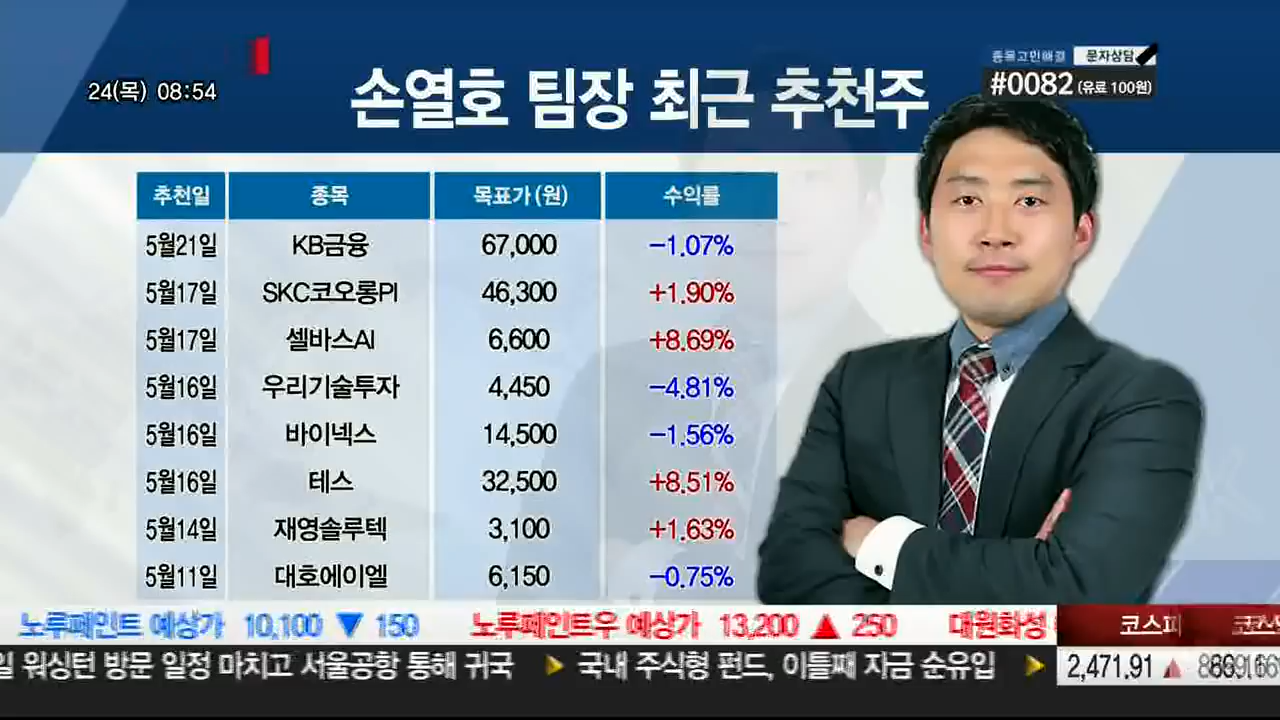 24(목) 08:54
손열호 팀장 최근 추천주
종목고민해결 문자상담
#0082 (유료 100원)
추천일 종목 목표가(원) 수익률
5월21일 KB금융 67,000 -1.07%
5월17일 SKC코오롱PI 46,300 +1.90%
5월17일 셀바스AI 6,600 +8.69%
5월16일 우리기술투자 4,450 -4.81%
5월16일 바이넥스 14,500 -1.56%
5월16일 테스 32,500 +8.51%
5월14일 재영솔루텍 3,100 +1.63%
5월11일 대호에이엘 6,150 -0.75%
노루페인트 예상가 10,100 ▼ 150 노루페인트우 예상가 13,200 ▲ 250 대원화성 코스피
일 워싱턴 방문 일정 마치고 서울공항 통해 귀국 ▶ 국내 주식형 펀드, 이틀째 자금 순유입 ▶ 2,471.91 ▲